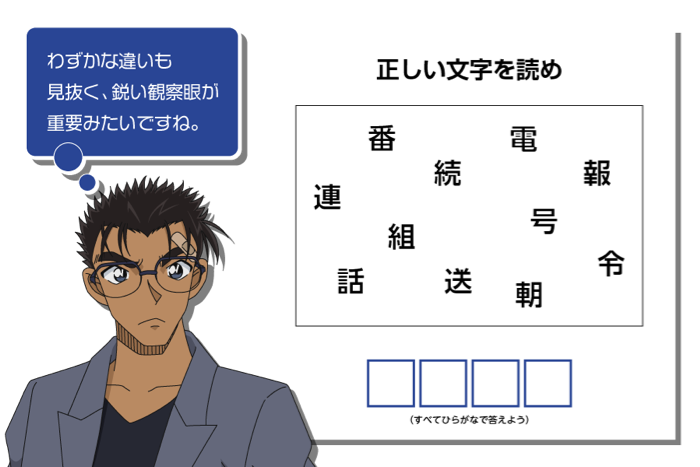 わずかな違いも
見抜く、鋭い観察眼が
重要みたいですね。
正しい文字を読め
番 電
続 報
連
号
組
令
話 送 朝
(すべてひらがなで答えよう)